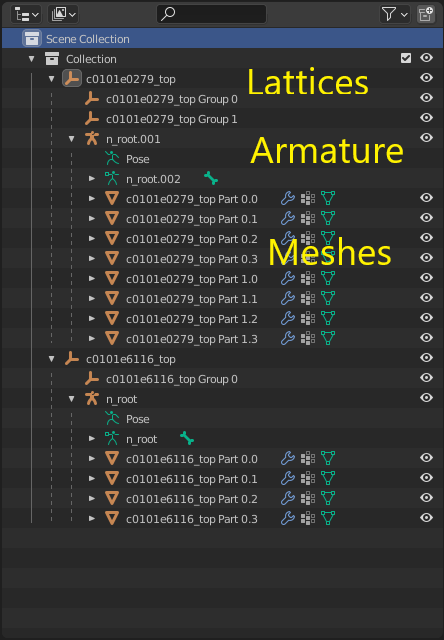 Scene Collection
Collection
c0101e0279_top
Lattices
c0101e0279_top Group 0
c0101e0279_top Group 1
n_root.001
Armature
Pose
n_root.002
c0101e0279_top Part 0.0
c0101e0279_top Part 0.1
c0101e0279_top Part 0.2
Meshes
c0101e0279_top Part 0.3
c0101e0279_top Part 1.0
c0101e0279_top Part 1.1
c0101e0279_top Part 1.2
c0101e0279_top Part 1.3
c0101e6116_top
c0101e6116_top Group 0
n_root
Pose
n_root
c0101e6116_top Part 0.0
c0101e6116_top Part 0.1
c0101e6116_top Part 0.2
c0101e6116_top Part 0.3